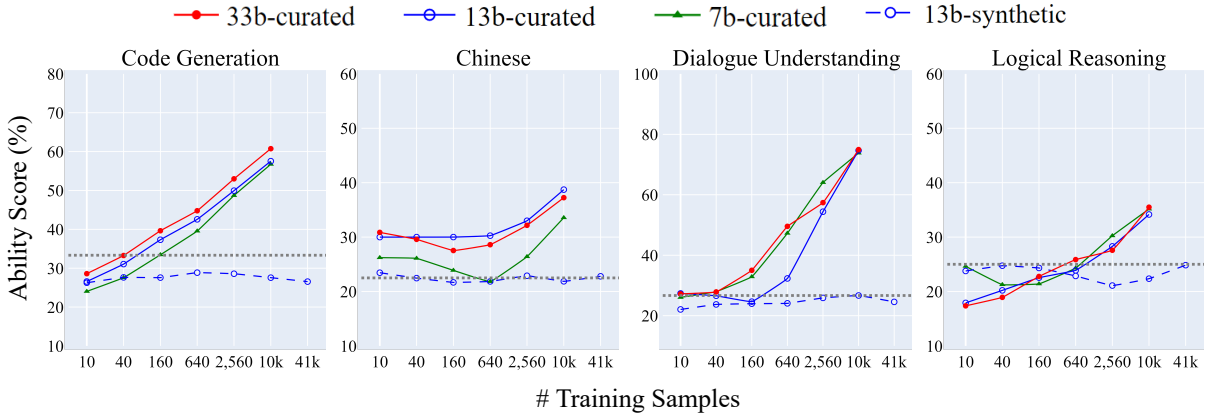 33b-curated 13b-curated 7b-curated 13b-synthetic
Code Generation Chinese Dialogue Understanding Logical Reasoning
Ability Score (%)
80 60 100 60
70 50 80 50
60 40 60 40
50 30 40 30
40 20 20 20
30 10 10
20
10
10 40 160 640 2,560 10k 41k 10 40 160 640 2,560 10k 41k 10 40 160 640 2,560 10k 41k 10 40 160 640 2,560 10k 41k
# Training Samples